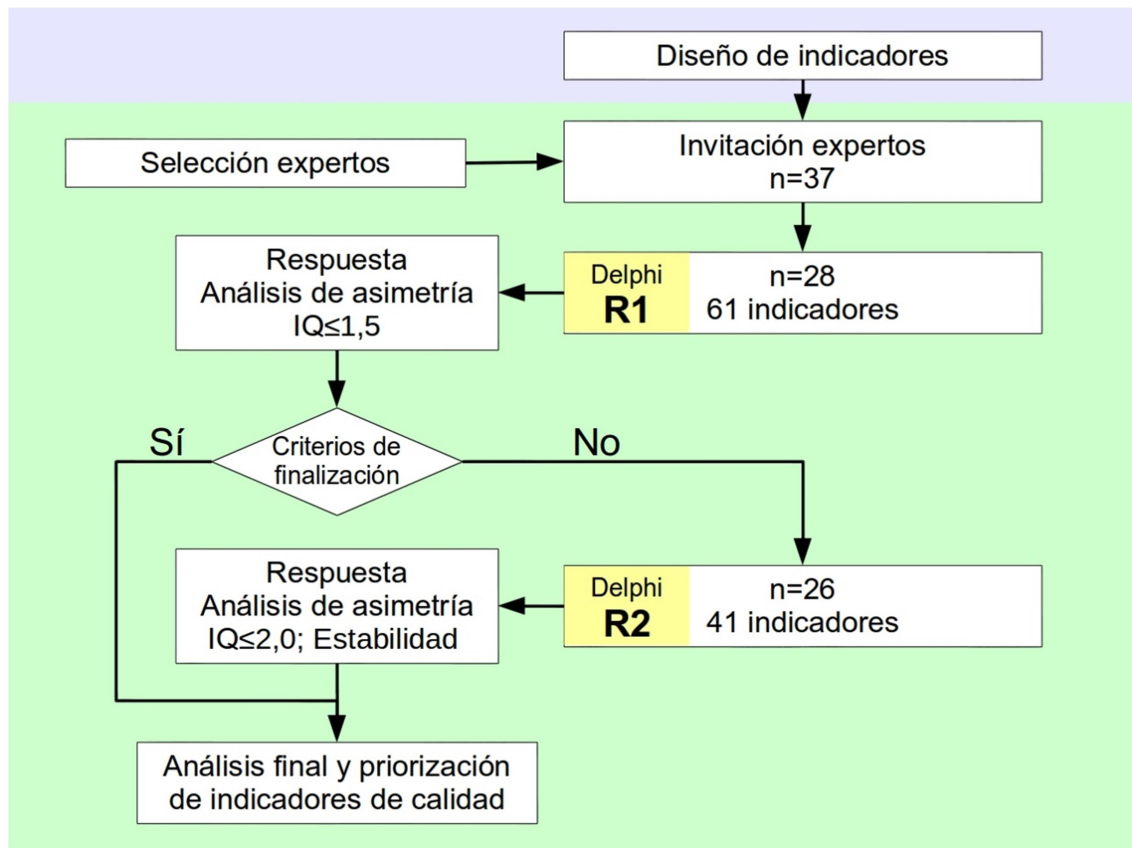 Diseño de indicadores
Selección expertos
Invitación expertos
n=37
Respuesta
Análisis de asimetría
IQ≤1,5
Delphi
R1
n=28
61 indicadores
Sí
Criterios de
finalización
No
Respuesta
Análisis de asimetría
IQ≤2,0; Estabilidad
Delphi
R2
n=26
41 indicadores
Análisis final y priorización
de indicadores de calidad